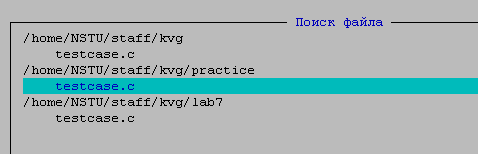 Поиск файла
/home/NSTU/staff/kvg
testcase.c
/home/NSTU/staff/kvg/practice
testcase.c
/home/NSTU/staff/kvg/lab7
testcase.c